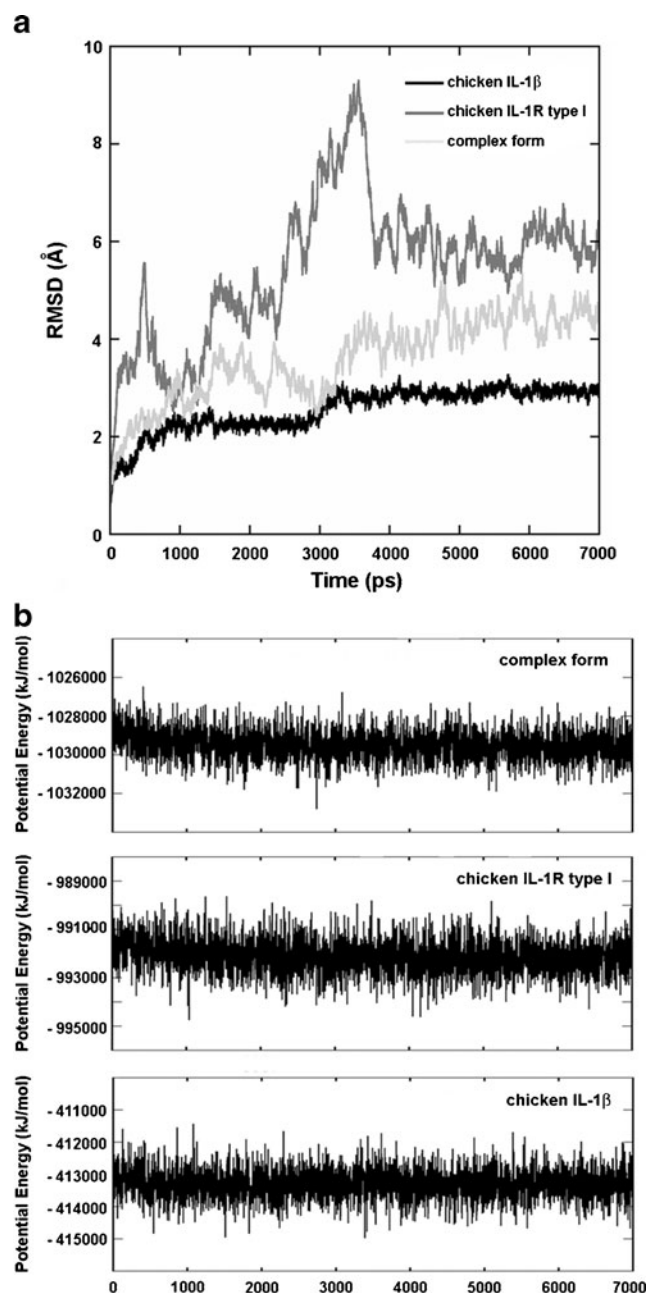 a
10
8
6
4
2
0
RMSD (Å)
chicken IL-1β
chicken IL-1R type I
complex form
0 1000 2000 3000 4000 5000 6000 7000
Time (ps)
b
Potential Energy (kJ/mol)
- 1026000
- 1028000
- 1030000
- 1032000
complex form
Potential Energy (kJ/mol)
- 989000
- 991000
- 993000
- 995000
chicken IL-1R type I
Potential Energy (kJ/mol)
- 411000
- 412000
- 413000
- 414000
- 415000
chicken IL-1β
0 1000 2000 3000 4000 5000 6000 7000